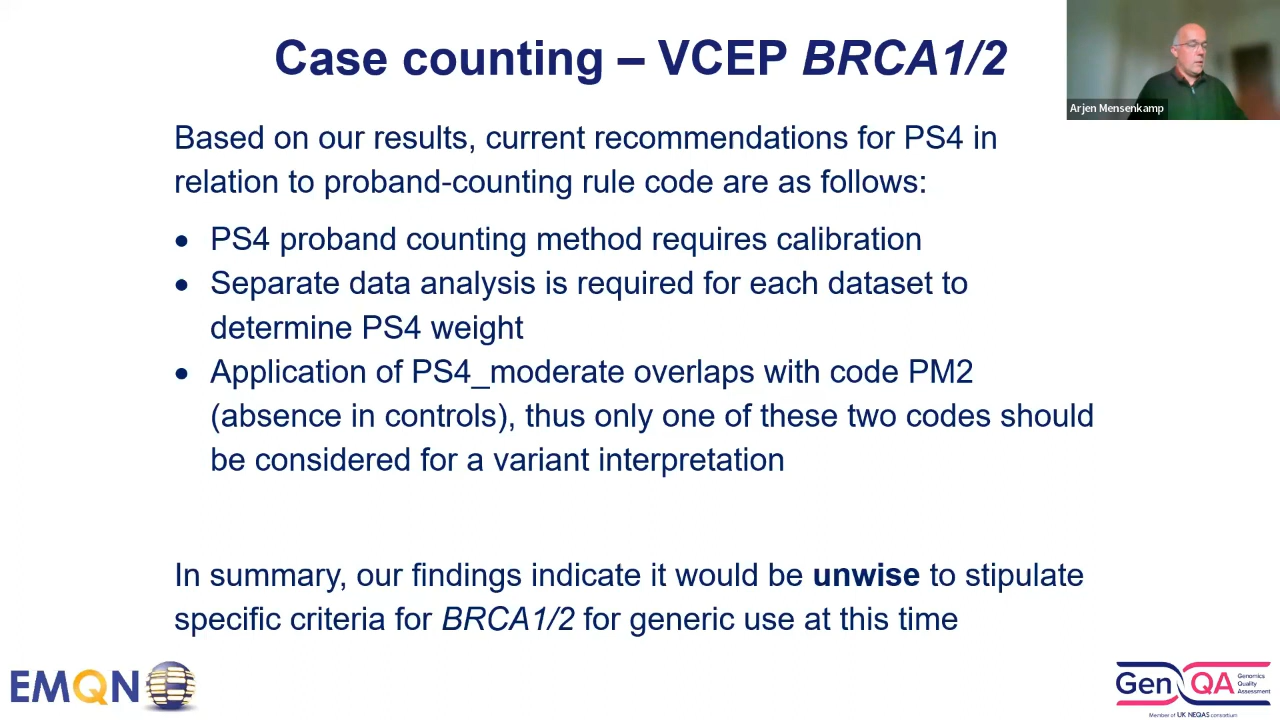 Case counting – VCEP BRCA1/2
Arjen Mensenkamp
Based on our results, current recommendations for PS4 in
relation to proband-counting rule code are as follows:
• PS4 proband counting method requires calibration
• Separate data analysis is required for each dataset to
determine PS4 weight
• Application of PS4_moderate overlaps with code PM2
(absence in controls), thus only one of these two codes should
be considered for a variant interpretation
In summary, our findings indicate it would be unwise to stipulate
specific criteria for BRCA1/2 for generic use at this time
EMQN
GenQA
Genomics
Quality
Assessment
Member of UK NEQAS consortium